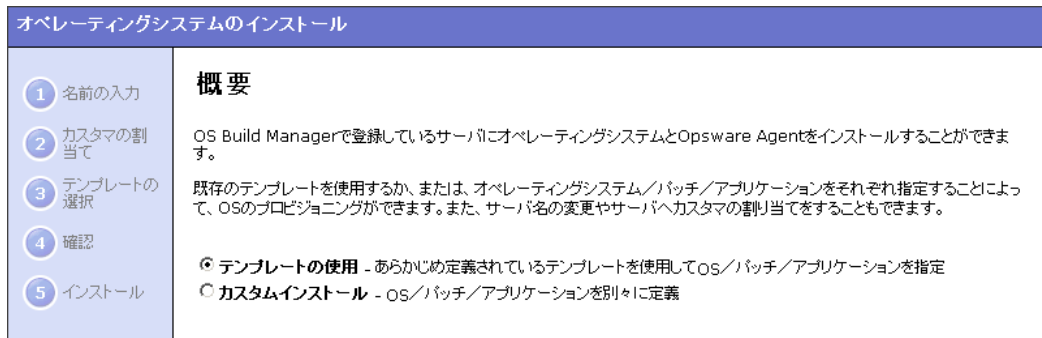 オペレーティングシステムのインストール
1 名前の入力
2 カスタマの割
当て
3 テンプレートの
選択
4 確認
5 インストール
概要
OS Build Managerで登録しているサーバにオペレーティングシステムとOpsware Agentをインストールすることができま
す。
既存のテンプレートを使用するか、または、オペレーティングシステム／パッチ／アプリケーションをそれぞれ指定することによっ
て、OSのプロビジョニングができます。また、サーバ名の変更やサーバへカスタマの割り当てをすることもできます。
テンプレートの使用 - あらかじめ定義されているテンプレートを使用してOS／パッチ／アプリケーションを指定
カスタムインストール - OS／パッチ／アプリケーションを別々に定義